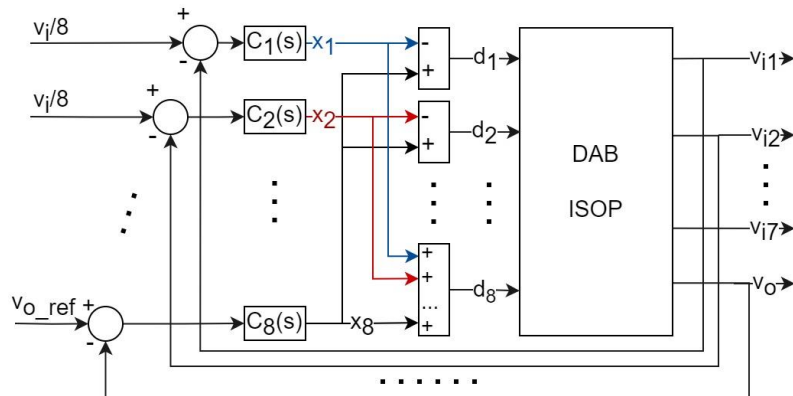 vi/8
+
-
C1(s)
x1
-
+
d1
vi1
vi/8
+
-
C2(s)
x2
-
+
d2
DAB
ISOP
vi2
vi7
vo_ref
+
-
C8(s)
x8
+
+
...
+
d8
vo